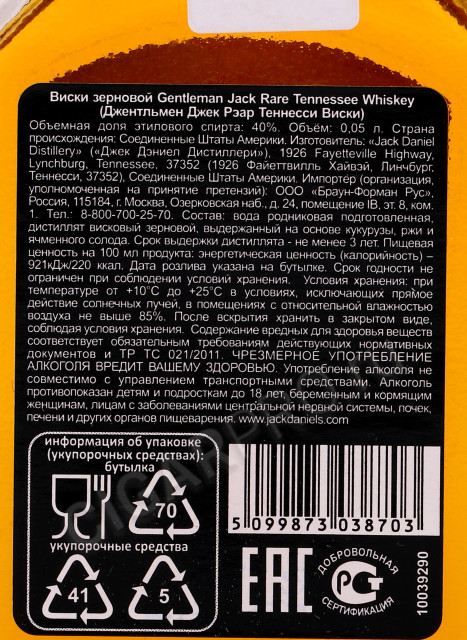 Виски зерновой Gentleman Jack Rare Tennessee Whiskey
(Джентльмен Джек Рэар Теннесси Виски)
Объемная доля этилового спирта: 40%. Объём: 0,05 л. Страна
происхождения: Соединенные Штаты Америки. Изготовитель: «Jack Daniel
Distillery» («Джек Дэниел Дистиллери»), 1926 Fayetteville Highway,
Lynchburg, Tennessee, 37352 (1926 Файеттвилль Хайвэй, Линчбург,
Теннесси, 37352), Соединенные Штаты Америки. Импортер (организация,
уполномоченная на принятие претензий): ООО «Браун-Форман Рус»,
Россия, 115184, г. Москва, Озерковская наб., д. 24, помещение IB, эт. 8, ком.
1. Тел.: 8-800-700-25-70. Состав: вода родниковая подготовленная,
дистиллят висковый зерновой, выдержанный на основе кукурузы, ржи и
ячменного солода. Срок выдержки дистиллята - не менее 3 лет. Пищевая
ценность на 100 мл продукта: энергетическая ценность (калорийность) –
921кДж/220 ккал. Дата розлива указана на бутылке. Срок годности не
ограничен при соблюдении условий хранения. Условия хранения: при
температуре от +10°С до +25°С в условиях, исключающих прямое
действие солнечных лучей, в помещениях с относительной влажностью
воздуха не выше 85%. После вскрытия хранить в закрытом виде,
соблюдая условия хранения. Содержание вредных для здоровья веществ
соответствует обязательным требованиям действующих нормативных
документов и ТР ТС 021/2011. ЧРЕЗМЕРНОЕ УПОТРЕБЛЕНИЕ
АЛКОГОЛЯ ВРЕДИТ ВАШЕМУ ЗДОРОВЬЮ. Употребление алкоголя не
совместимо с управлением транспортными средствами. Алкоголь
противопоказан детям и подросткам до 18 лет, беременным и кормящим
женщинам, лицам с заболеваниями центральной нервной системы, почек,
печени и других органов пищеварения. www.jackdaniels.com
информация об упаковке
(укупорочных средствах):
бутылка
70
укупорочные средства
41 5
5 099873 038703
ЕАС
ДОБРОВОЛЬНАЯ
РСТ
СЕРТИФИКАЦИЯ
10039290